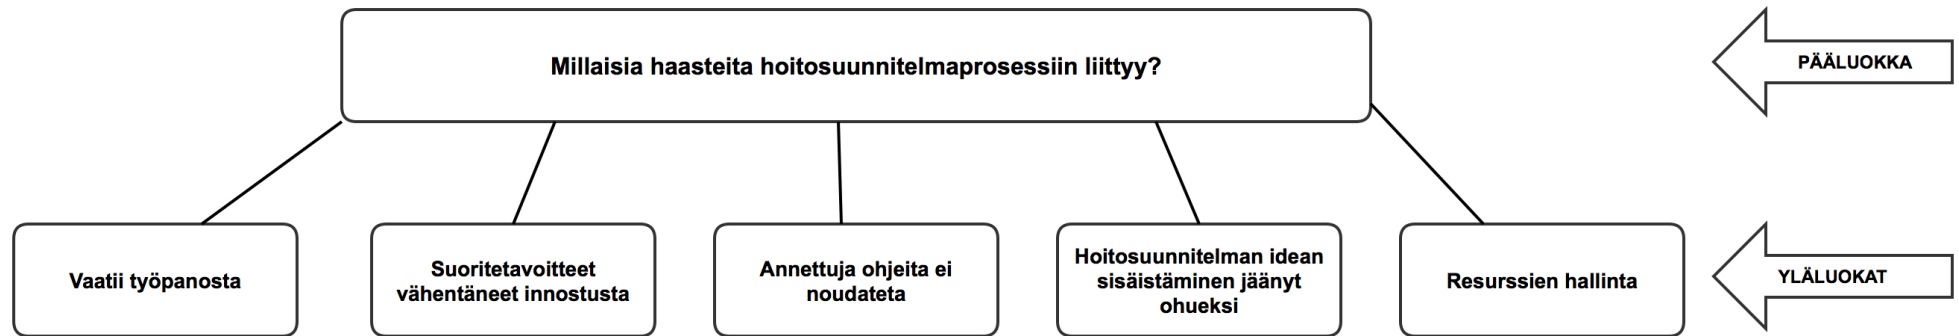 Millaisia haasteita hoitosuunnitelmaprosessiin liittyy?
PÄÄLUOKKA
Vaatii työpanosta
Suoritetavoitteet
vähentäneet innostusta
Annettuja ohjeita ei
noudateta
Hoitosuunnitelman idean
sisäistäminen jäänyt
ohueksi
Resurssien hallinta
YLÄLUOKAT